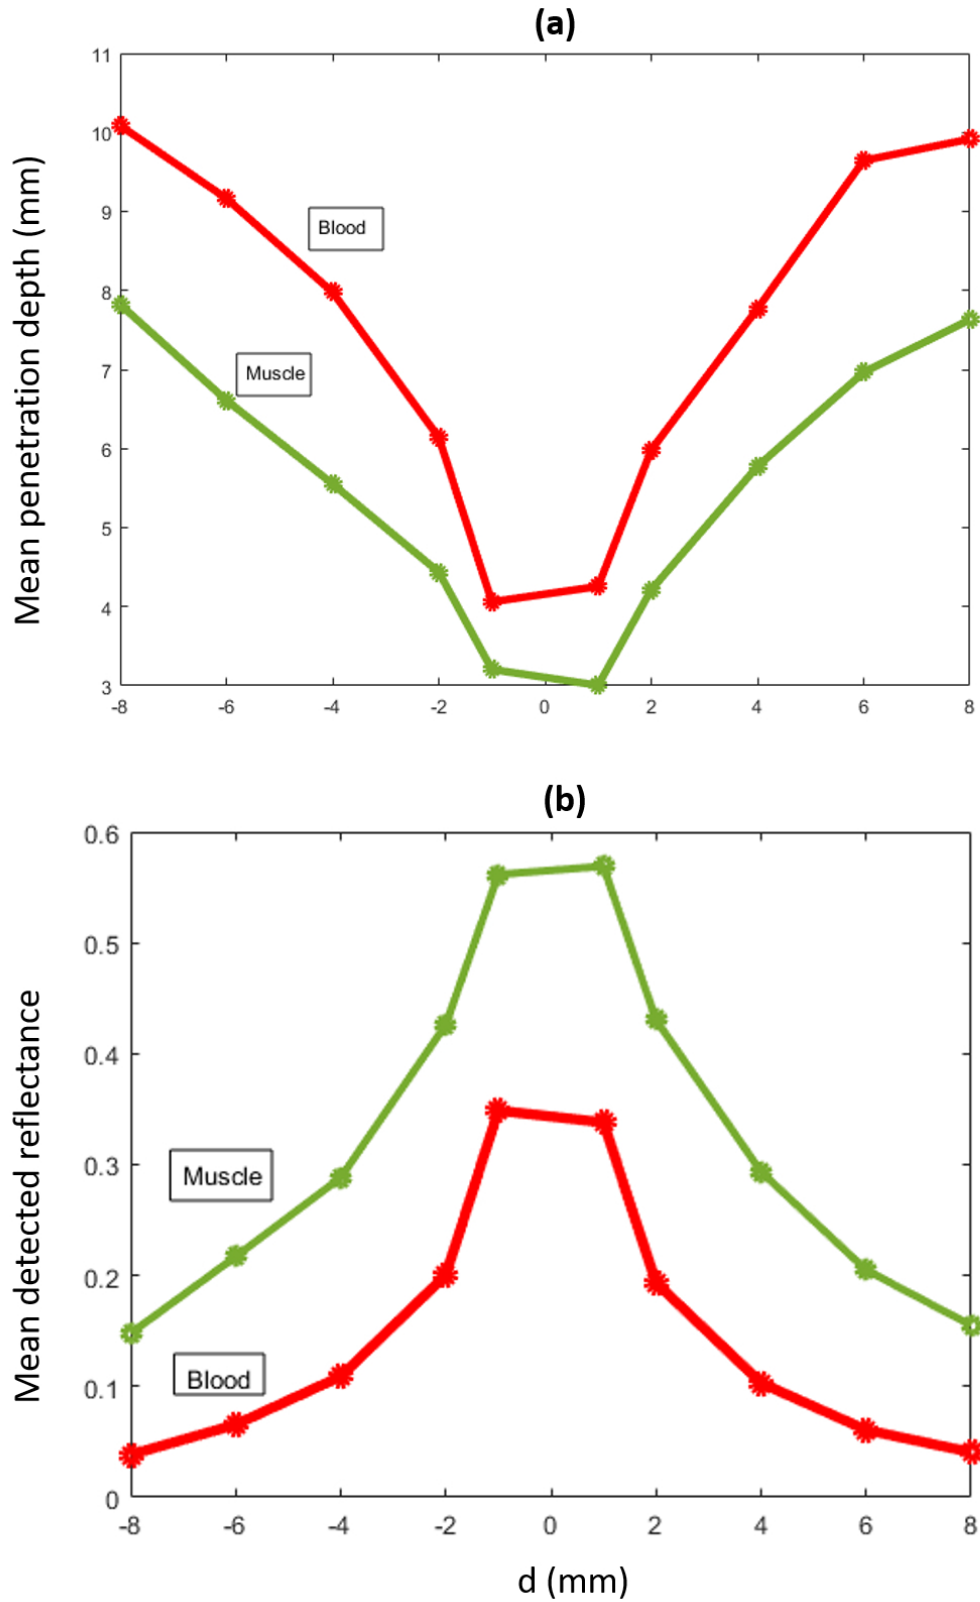 (a)
Mean penetration depth (mm)
11
10
9
8
7
6
5
4
3
Blood
Muscle
-8 -6 -4 -2 0 2 4 6 8
(b)
Mean detected reflectance
0.6
0.5
0.4
0.3
0.2
0.1
0
Muscle
Blood
-8 -6 -4 -2 0 2 4 6 8
d (mm)